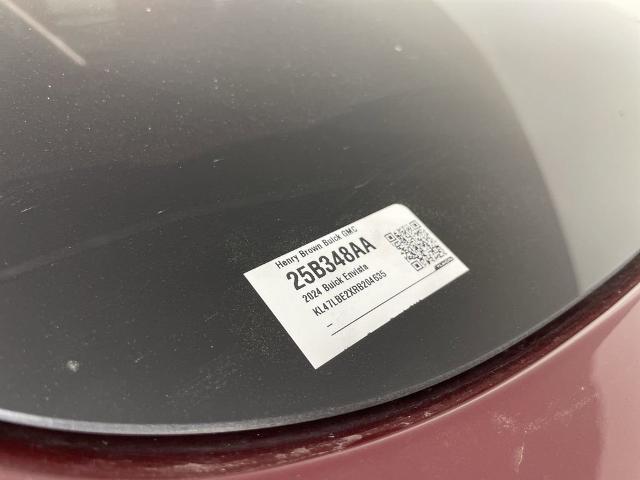 Henry Brown Buick GMC
25B348AA
2024 Buick Envista
KL47LBE2XRB204635